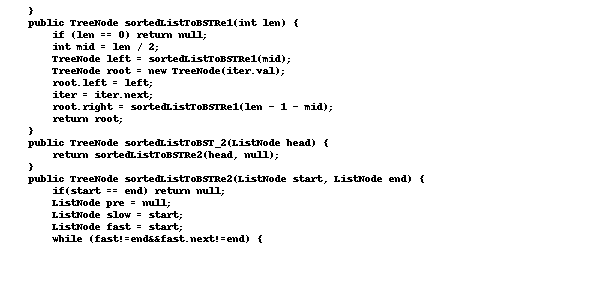 }
public TreeNode sortedListToBSTRe1(int len) {
if (len == 0) return null;
int mid = len / 2;
TreeNode left = sortedListToBSTRe1(mid);
TreeNode root = new TreeNode(iter.val);
root.left = left;
iter = iter.next;
root.right = sortedListToBSTRe1(len - 1 - mid);
return root;
}
public TreeNode sortedListToBST_2(ListNode head) {
return sortedListToBSTRe2(head, null);
}
public TreeNode sortedListToBSTRe2(ListNode start, ListNode end) {
if(start == end) return null;
ListNode pre = null;
ListNode slow = start;
ListNode fast = start;
while (fast!=end&&fast.next!=end) {